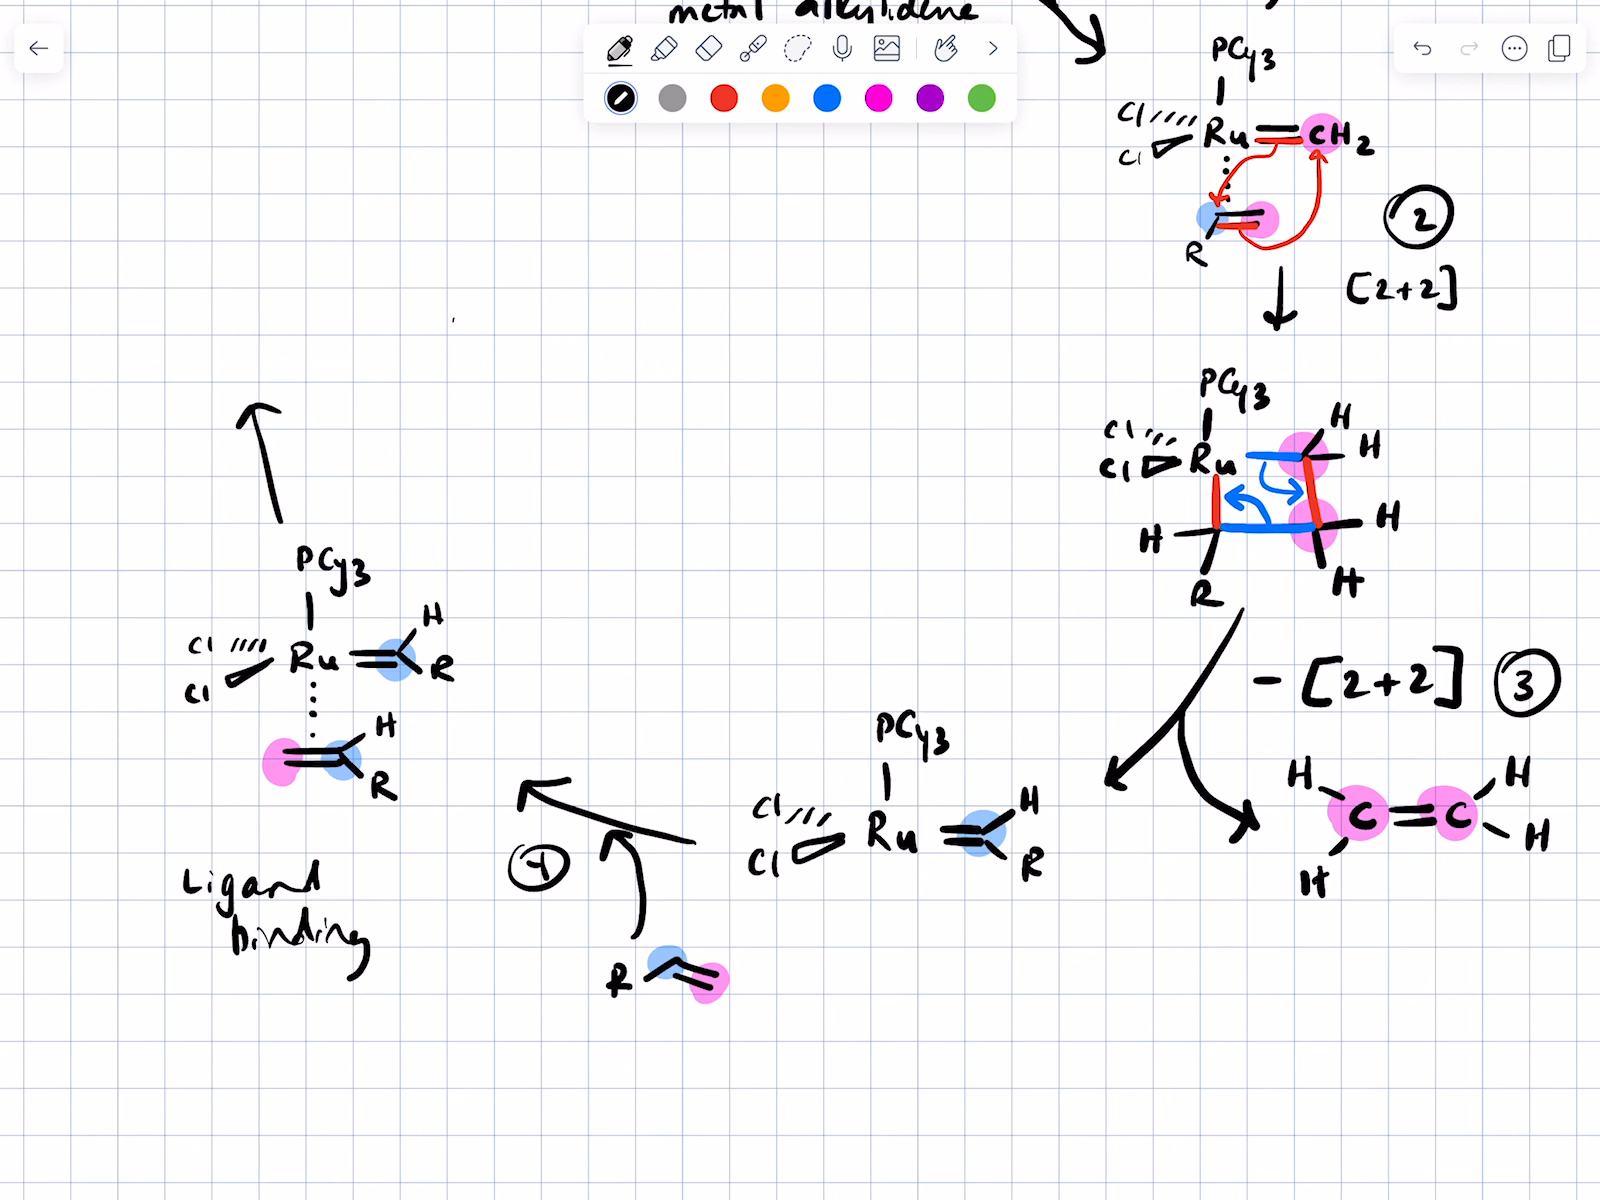 metal alkylidene
PCy3
Cl
Ru CH2
Cl
R
2
[2+2]
PCy3
Cl
Cl Ru
H
H
H
H
H
R
- [2+2] 3
H H
C C
H H
PCy3
Cl
Cl Ru
H
R
4
R
PCy3
Cl
Cl Ru
H
R
H
R
Ligand
binding